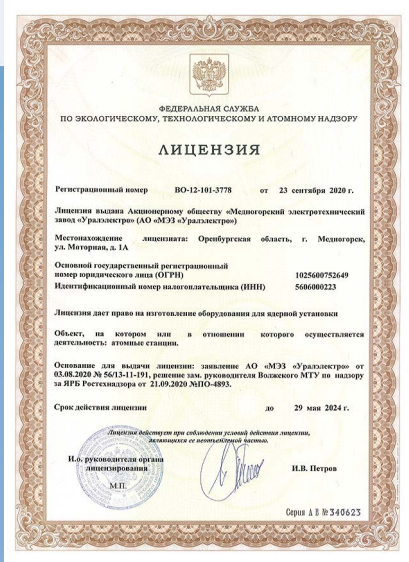 ФЕДЕРАЛЬНАЯ СЛУЖБА
ПО ЭКОЛОГИЧЕСКОМУ, ТЕХНОЛОГИЧЕСКОМУ И АТОМНОМУ НАДЗОРУ
ЛИЦЕНЗИЯ
Регистрационный номер ВО-12-101-3778 от 23 сентября 2020 г.
Лицензия выдана Акционерному обществу «Медногорский электротехнический
завод «Уралэлектро» (АО «МЭЗ «Уралэлектро»)
Местонахождение лицензиата: Оренбургская область, г. Медногорск,
ул. Моторная, д. 1А
Основной государственный регистрационный
номер юридического лица (ОГРН) 1025600752649
Идентификационный номер налогоплательщика (ИНН) 5606000223
Лицензия дает право на изготовление оборудования для ядерной установки
Объект, на котором или в отношении которого осуществляется
деятельность: атомные станции.
Основание для выдачи лицензии: заявление АО «МЭЗ «Уралэлектро» от
03.08.2020 № 56/13-11-191, решение зам. руководителя Волжского МТУ по надзору
за ЯРБ Ростехнадзора от 21.09.2020 №ПО-4893.
Срок действия лицензии до 29 мая 2024 г.
Лицензия действует при соблюдении условий действия лицензии,
являющихся ее неотъемлемой частью.
И.о. руководителя органа
лицензирования И.В. Петров
М.П.
Серия А В №340623